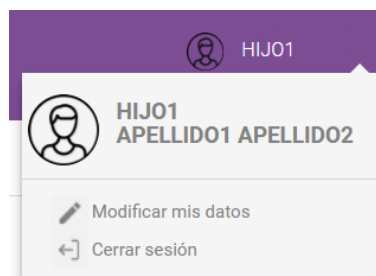 HIJO1
HIJO1
APELLIDO1 APELLIDO2
Modificar mis datos
Cerrar sesión